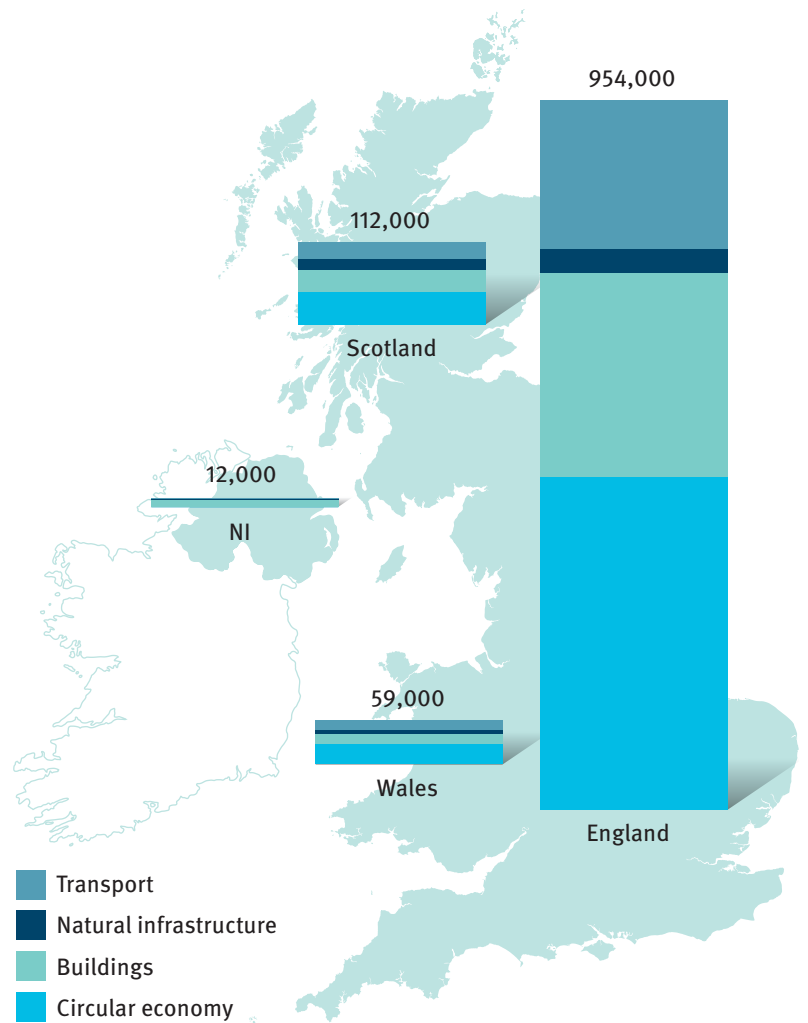 954,000
112,000
Scotland
12,000
NI
59,000
Wales
England
Transport
Natural infrastructure
Buildings
Circular economy